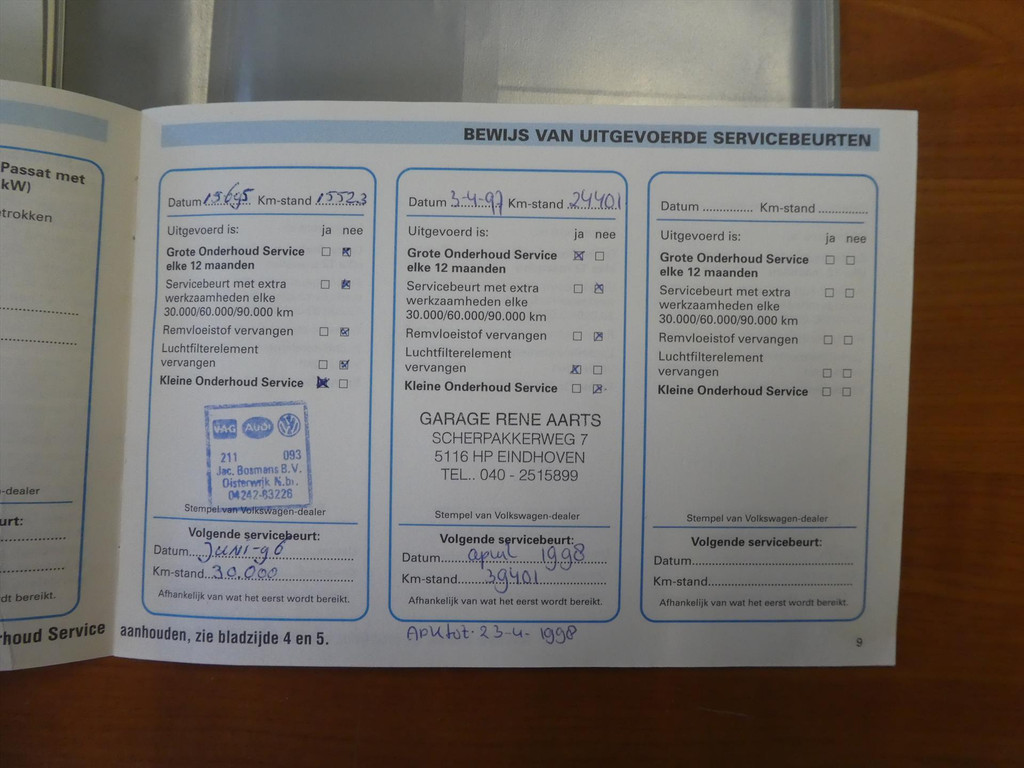 Passat met
kW)
etrokken
-dealer
urt:
dt bereikt.
rhoud Service
BEWIJS VAN UITGEVOERDE SERVICEBEURTEN
Datum 15695 Km-stand 15523
Uitgevoerd is: ja nee
Grote Onderhoud Service
elke 12 maanden
Servicebeurt met extra
werkzaamheden elke
30.000/60.000/90.000 km
Remvloeistof vervangen
Luchtfilterelement
vervangen
Kleine Onderhoud Service
V·A·G Audi VW
211 093
Jac. Bosmans B.V.
Oisterwijk N.br.
04242-83226
Stempel van Volkswagen-dealer
Volgende servicebeurt:
Datum....JUNI-96
Km-stand...30.000
Afhankelijk van wat het eerst wordt bereikt.
aanhouden, zie bladzijde 4 en 5.
Datum 3-4-97 Km-stand 24401
Uitgevoerd is: ja nee
Grote Onderhoud Service
elke 12 maanden
Servicebeurt met extra
werkzaamheden elke
30.000/60.000/90.000 km
Remvloeistof vervangen
Luchtfilterelement
vervangen
Kleine Onderhoud Service
GARAGE RENE AARTS
SCHERPAKKERWEG 7
5116 HP EINDHOVEN
TEL.. 040 - 2515899
Stempel van Volkswagen-dealer
Volgende servicebeurt:
Datum......april 1998
Km-stand......39401
Afhankelijk van wat het eerst wordt bereikt.
APK tot 23-4-1998
Datum ............... Km-stand ...............
Uitgevoerd is: ja nee
Grote Onderhoud Service
elke 12 maanden
Servicebeurt met extra
werkzaamheden elke
30.000/60.000/90.000 km
Remvloeistof vervangen
Luchtfilterelement
vervangen
Kleine Onderhoud Service
Stempel van Volkswagen-dealer
Volgende servicebeurt:
Datum...............
Km-stand...............
Afhankelijk van wat het eerst wordt bereikt.
9